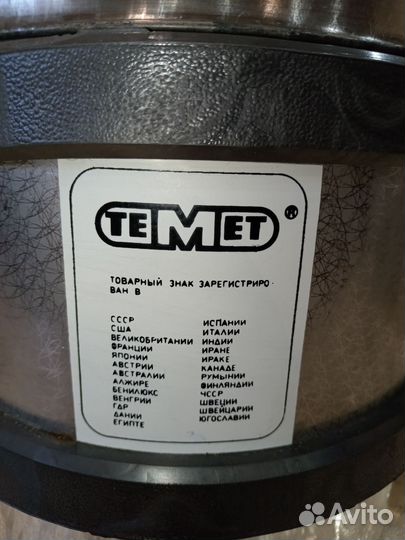 TEMET ®
ТОВАРНЫЙ ЗНАК ЗАРЕГИСТРИРО-
ВАН В
СССР
США
ВЕЛИКОБРИТАНИИ
ФРАНЦИИ
ЯПОНИИ
АВСТРИИ
АВСТРАЛИИ
АЛЖИРЕ
БЕНИЛЮКС
ВЕНГРИИ
ГДР
ДАНИИ
ЕГИПТЕ
ИСПАНИИ
ИТАЛИИ
ИНДИИ
ИРАНЕ
ИРАКЕ
КАНАДЕ
РУМЫНИИ
ФИНЛЯНДИИ
ЧССР
ШВЕЦИИ
ШВЕЙЦАРИИ
ЮГОСЛАВИИ
Avito